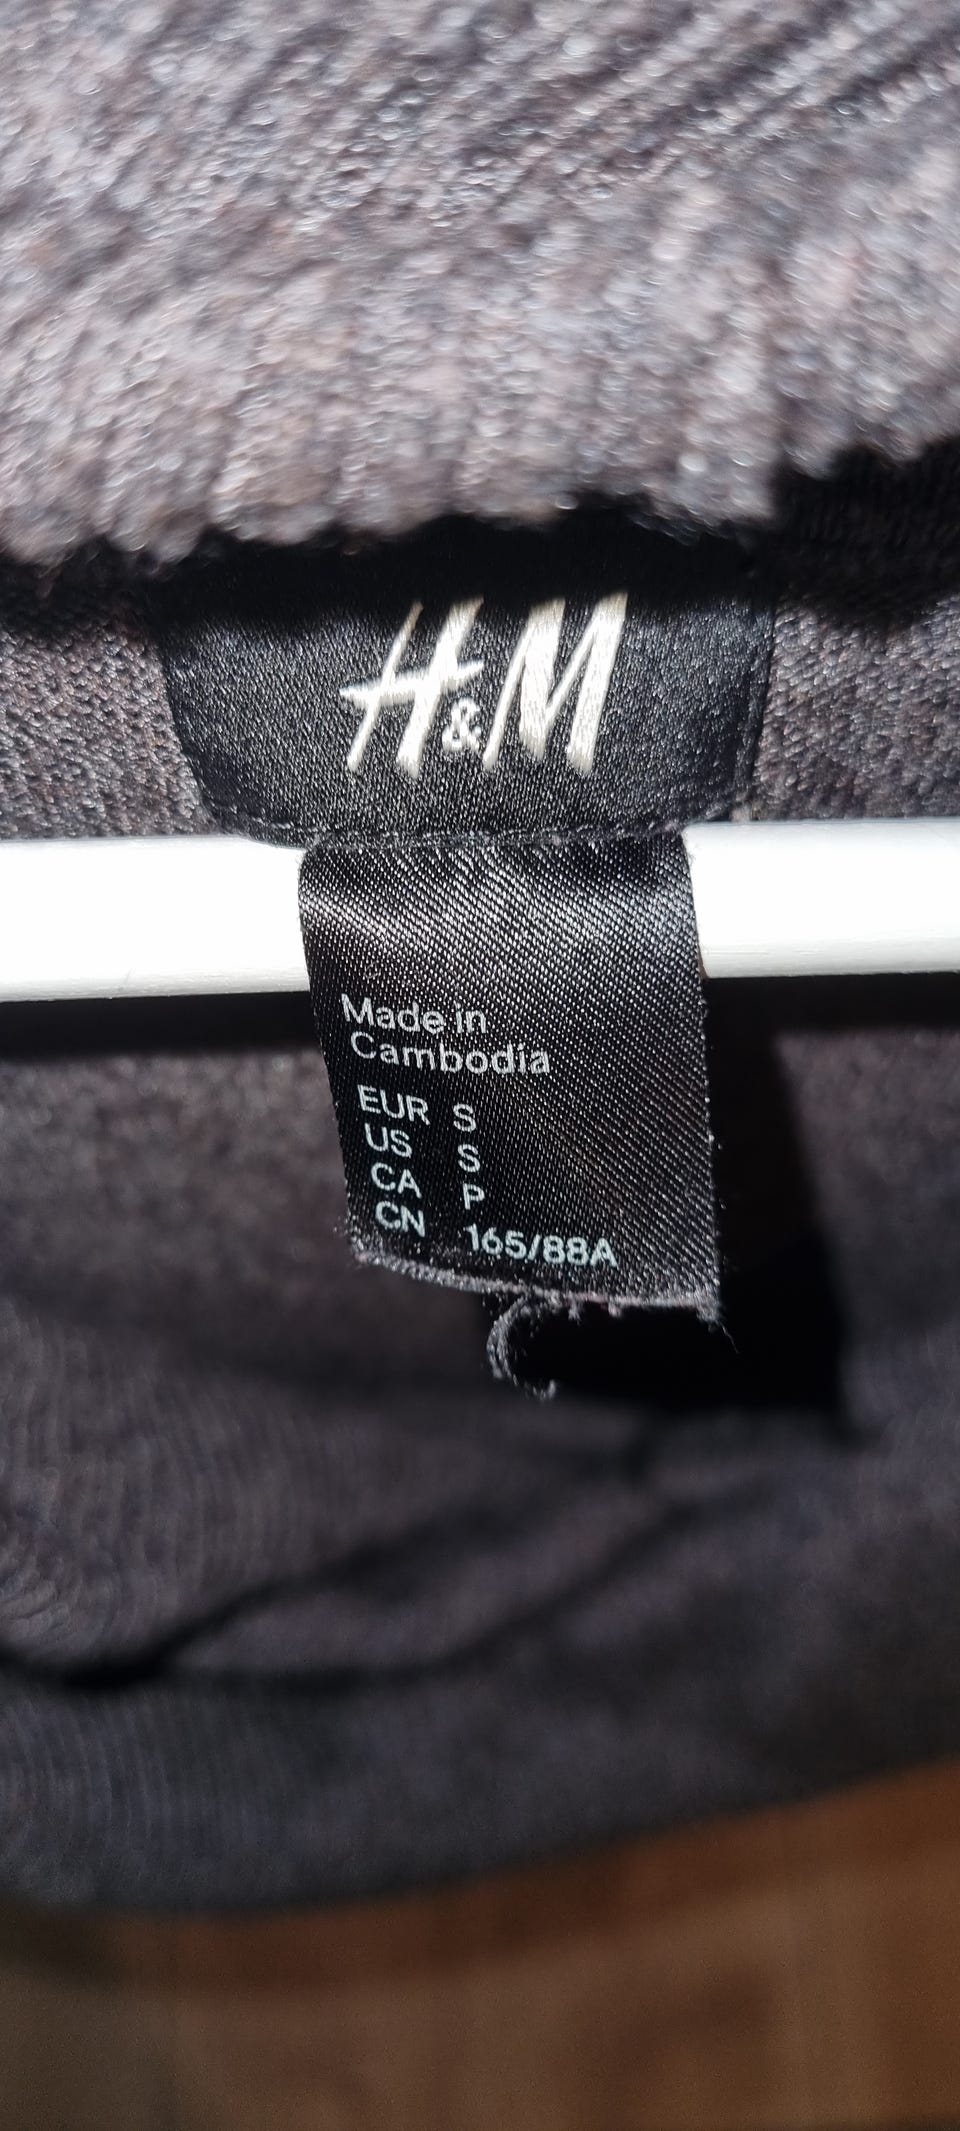 H&M
Made in
Cambodia
EUR S
US S
CA P
CN 165/88A